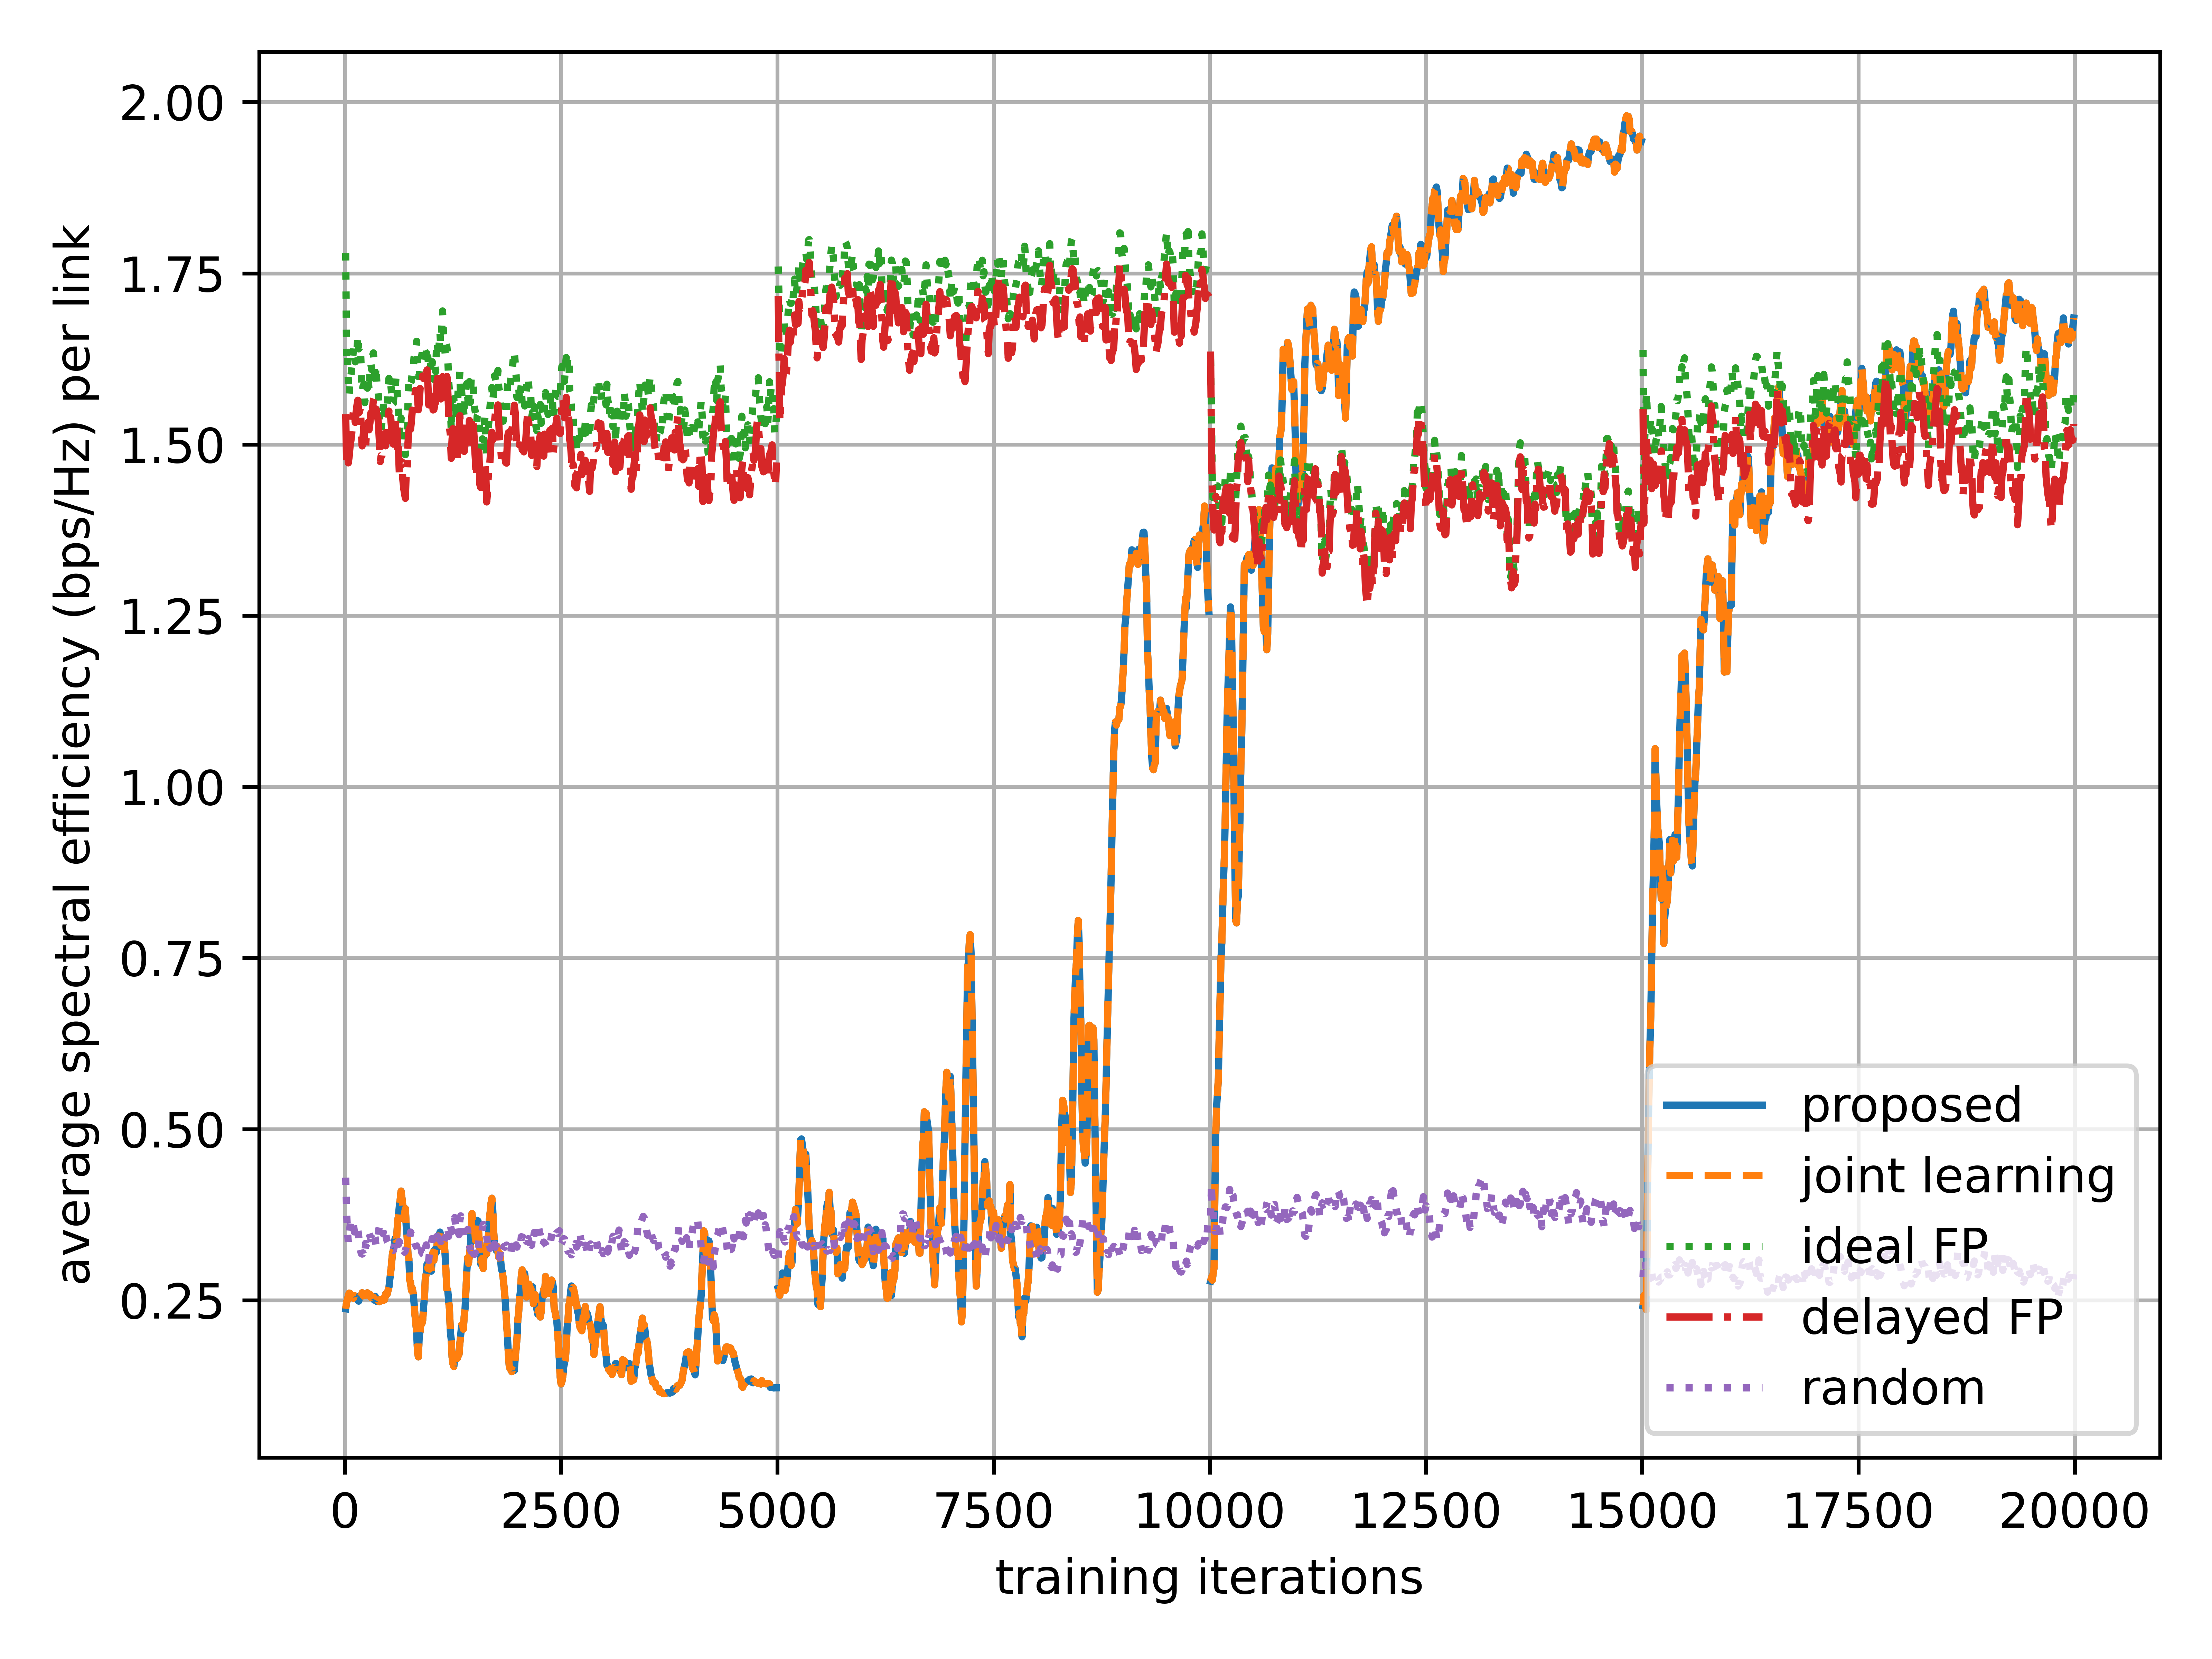 average spectral efficiency (bps/Hz) per link
2.00
1.75
1.50
1.25
1.00
0.75
0.50
0.25
proposed
joint learning
ideal FP
delayed FP
random
0 2500 5000 7500 10000 12500 15000 17500 20000
training iterations